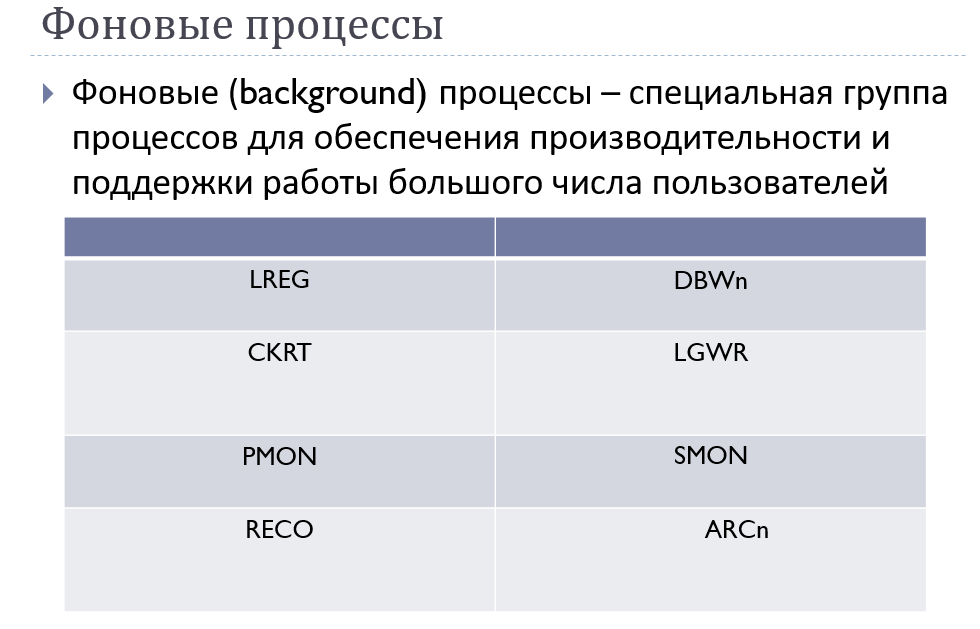 Фоновые процессы
Фоновые (background) процессы – специальная группа
процессов для обеспечения производительности и
поддержки работы большого числа пользователей
LREG DBWn
CKRT LGWR
PMON SMON
RECO ARCn